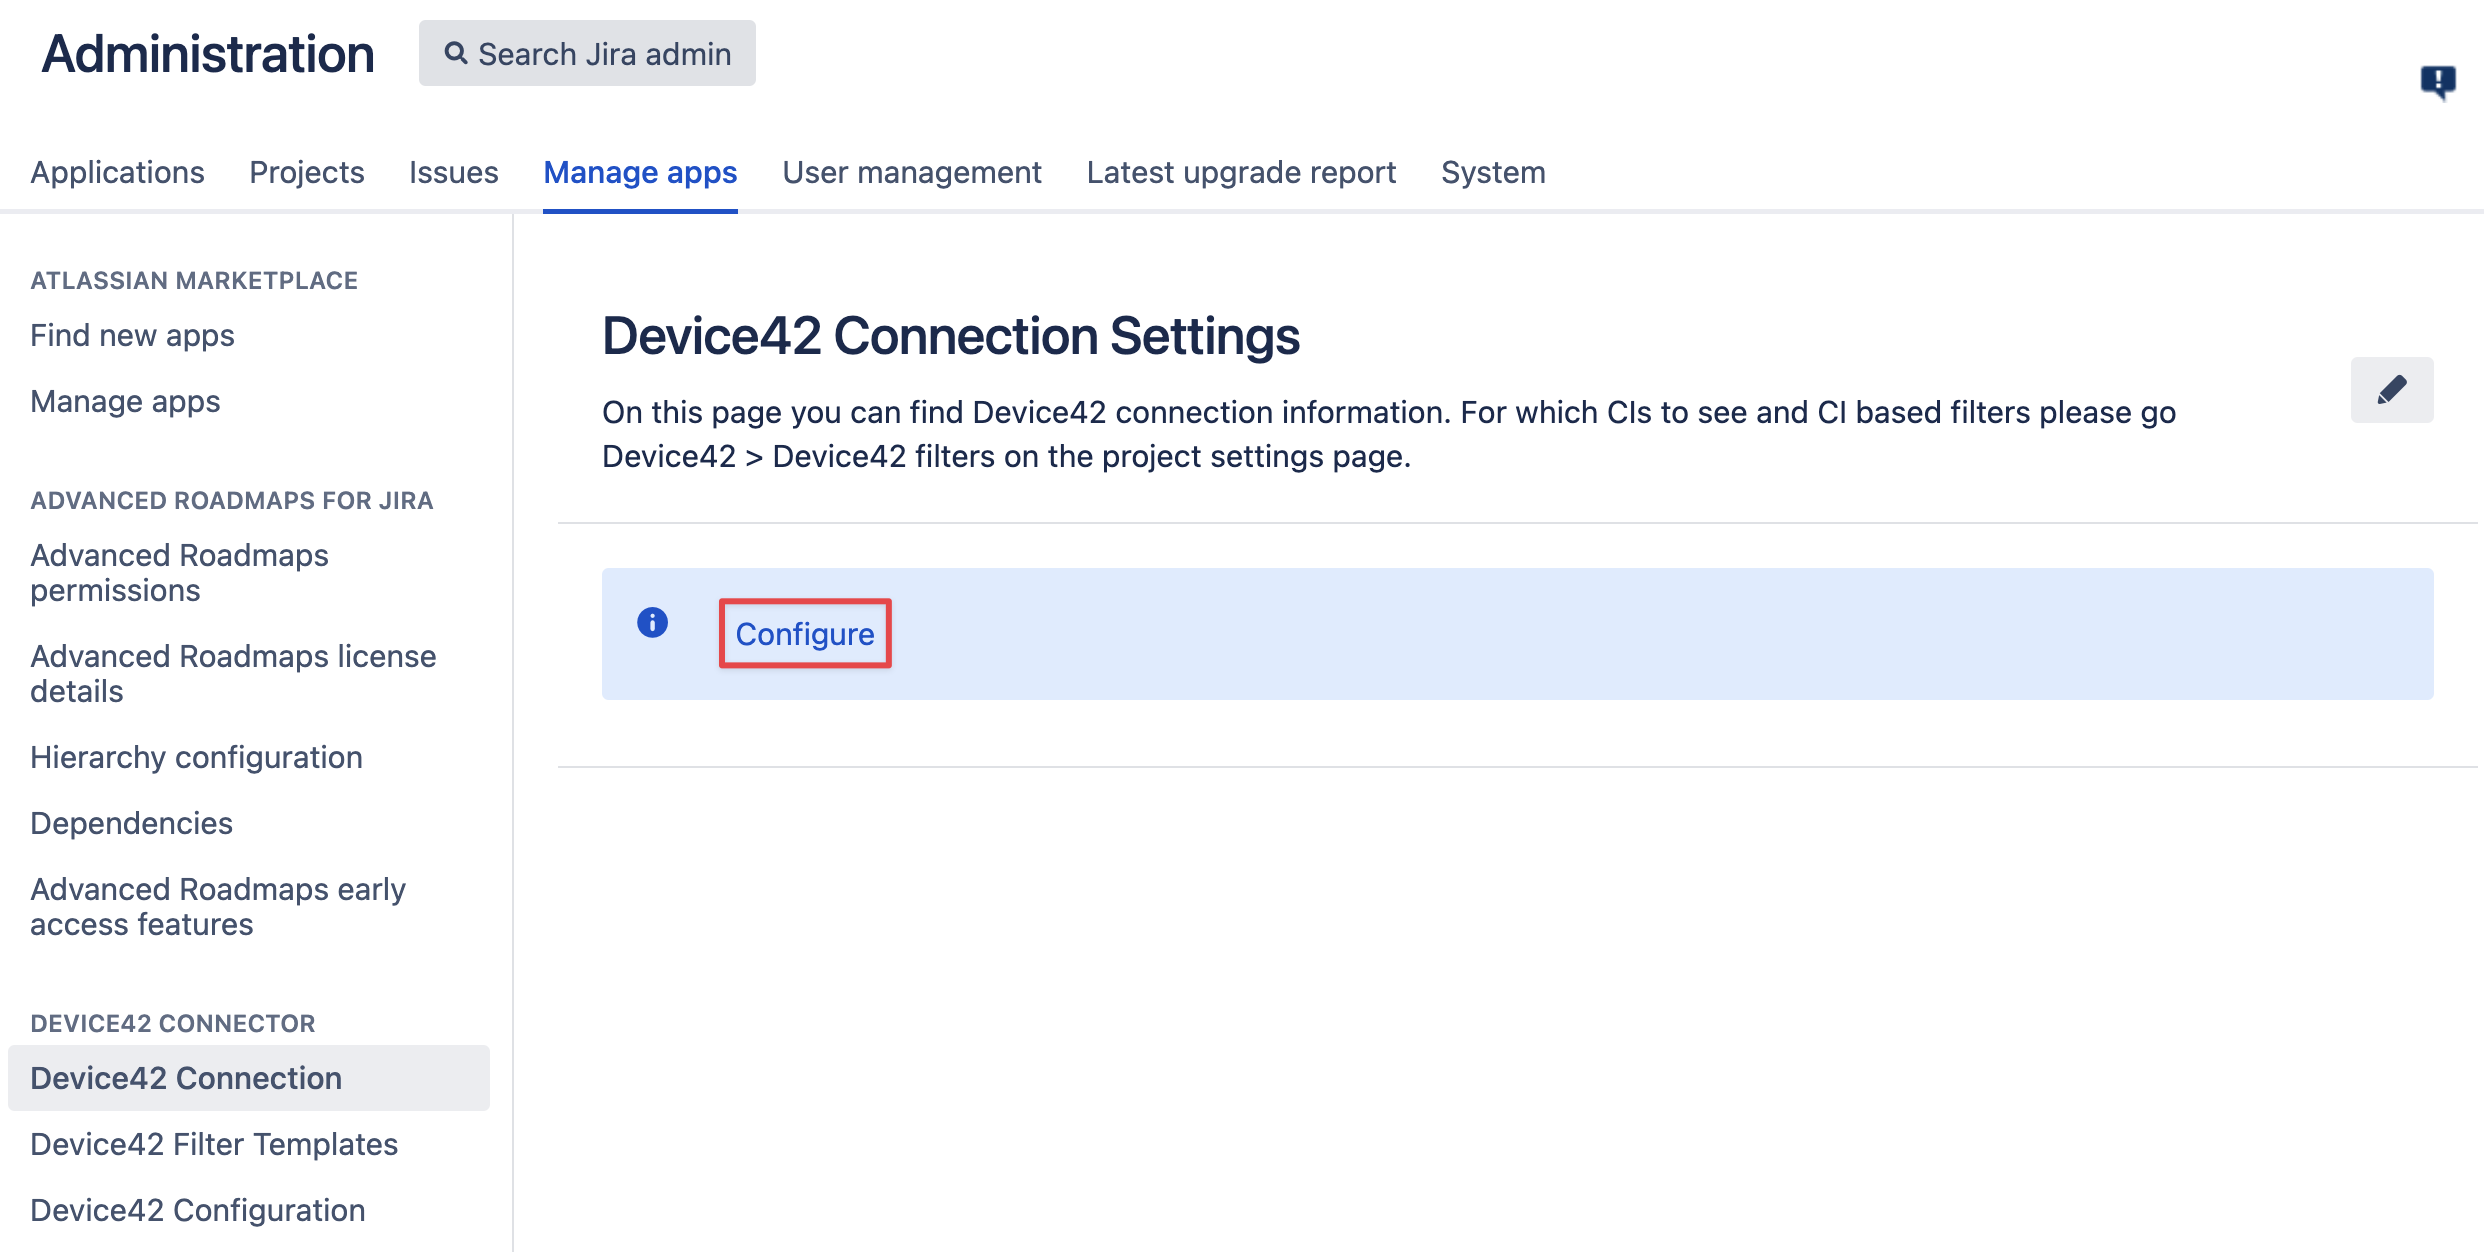 Administration
Search Jira admin
Applications
Projects
Issues
Manage apps
User management
Latest upgrade report
System
ATLASSIAN MARKETPLACE
Find new apps
Manage apps
ADVANCED ROADMAPS FOR JIRA
Advanced Roadmaps
permissions
Advanced Roadmaps license
details
Hierarchy configuration
Dependencies
Advanced Roadmaps early
access features
DEVICE42 CONNECTOR
Device42 Connection
Device42 Filter Templates
Device42 Configuration
Device42 Connection Settings
On this page you can find Device42 connection information. For which CIs to see and CI based filters please go
Device42 > Device42 filters on the project settings page.
Configure